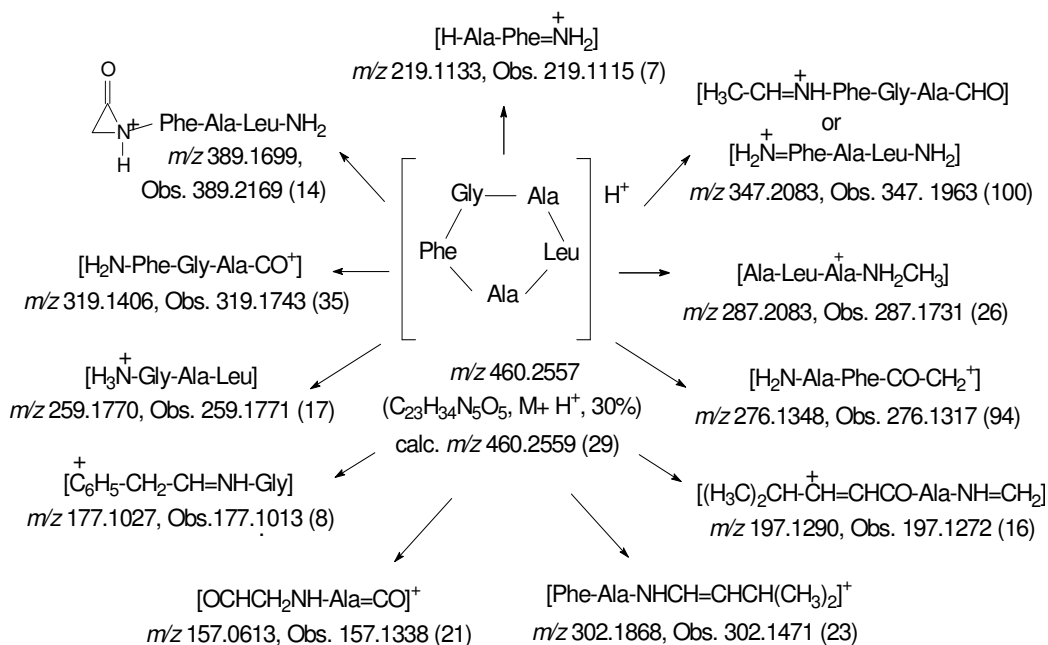 [H-Ala-Phe=N⁺H₂]
m/z 219.1133, Obs. 219.1115 (7)
[H₃C-CH=N⁺H-Phe-Gly-Ala-CHO]
or
[H₂N⁺=Phe-Ala-Leu-NH₂]
m/z 347.2083, Obs. 347. 1963 (100)
O
N⁺
H
Phe-Ala-Leu-NH₂
m/z 389.1699,
Obs. 389.2169 (14)
Gly Ala
H⁺
Phe Leu
Ala
[H₂N-Phe-Gly-Ala-CO⁺]
m/z 319.1406, Obs. 319.1743 (35)
[Ala-Leu-Ala⁺-NH₂CH₃]
m/z 287.2083, Obs. 287.1731 (26)
[H₃N⁺-Gly-Ala-Leu]
m/z 259.1770, Obs. 259.1771 (17)
m/z 460.2557
(C₂₃H₃₄N₅O₅, M+ H⁺, 30%)
calc. m/z 460.2559 (29)
[H₂N-Ala-Phe-CO-CH₂⁺]
m/z 276.1348, Obs. 276.1317 (94)
[C⁺₆H₅-CH₂-CH=NH-Gly]
m/z 177.1027, Obs.177.1013 (8)
.
[(H₃C)₂CH-C⁺H=CHCO-Ala-NH=CH₂]
m/z 197.1290, Obs. 197.1272 (16)
[OCHCH₂NH-Ala=CO]⁺
m/z 157.0613, Obs. 157.1338 (21)
[Phe-Ala-NHCH=CHCH(CH₃)₂]⁺
m/z 302.1868, Obs. 302.1471 (23)